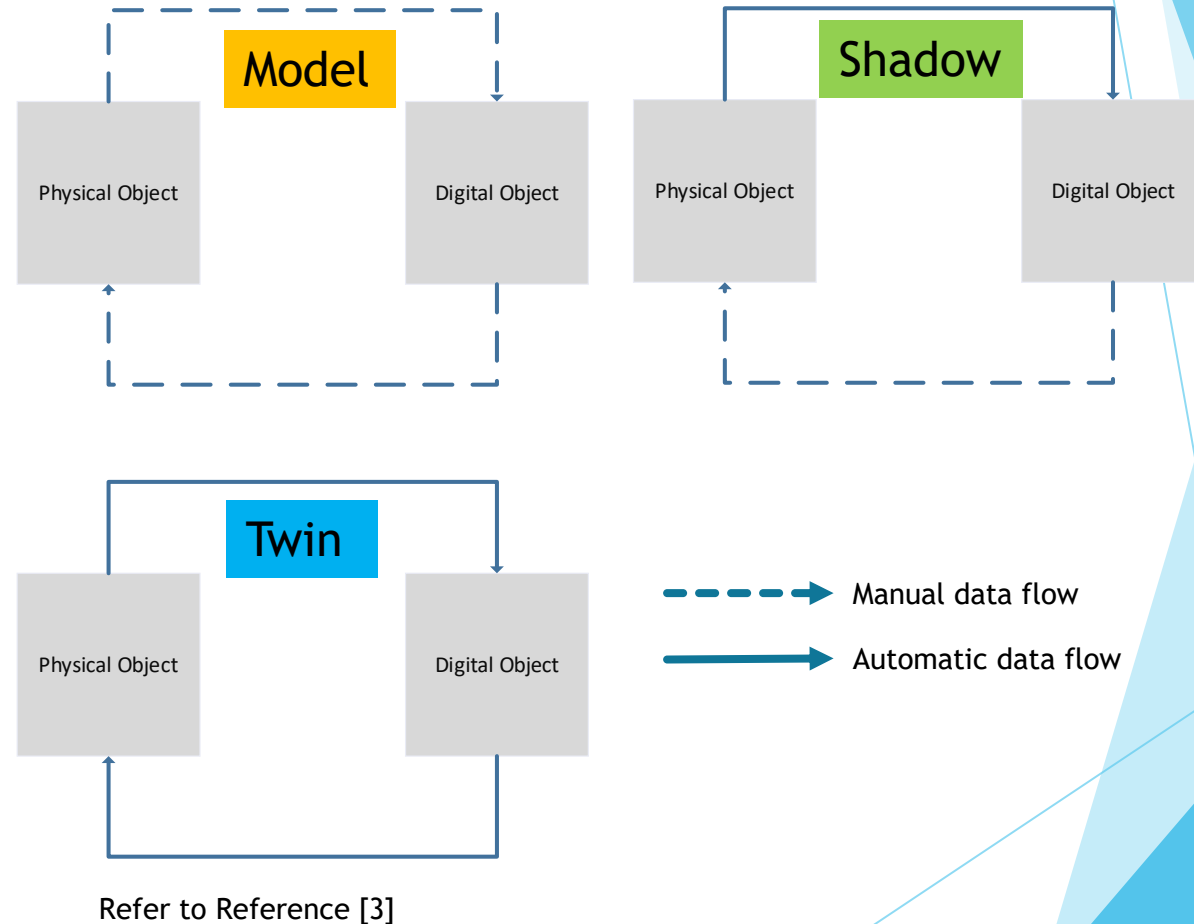 Model
Physical Object
Digital Object
Shadow
Physical Object
Digital Object
Twin
Physical Object
Digital Object
Manual data flow
Automatic data flow
Refer to Reference [3]